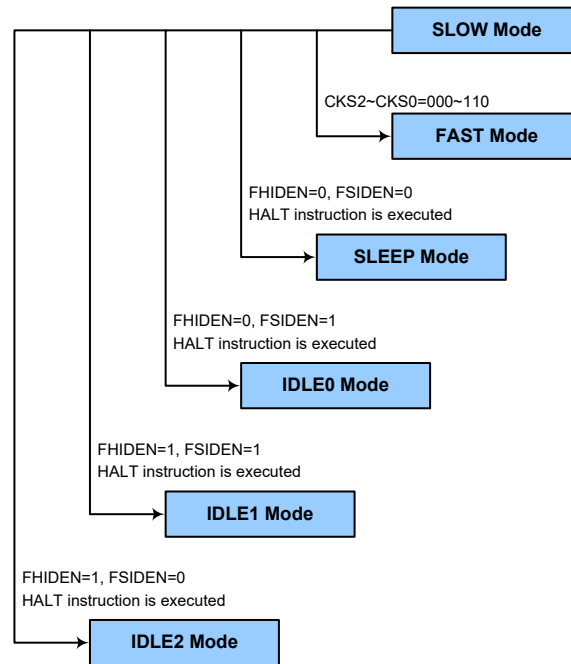 SLOW Mode
CKS2~CKS0=000~110
FAST Mode
FHIDEN=0, FSIDEN=0
HALT instruction is executed
SLEEP Mode
FHIDEN=0, FSIDEN=1
HALT instruction is executed
IDLE0 Mode
FHIDEN=1, FSIDEN=1
HALT instruction is executed
IDLE1 Mode
FHIDEN=1, FSIDEN=0
HALT instruction is executed
IDLE2 Mode